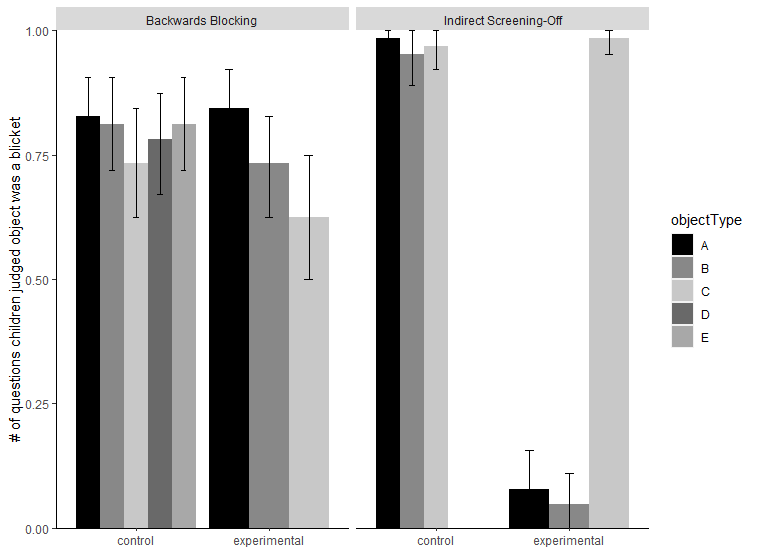 Backwards Blocking
Indirect Screening-Off
# of questions children judged object was a blicket
1.00
0.75
0.50
0.25
0.00
control
experimental
control
experimental
objectType
A
B
C
D
E